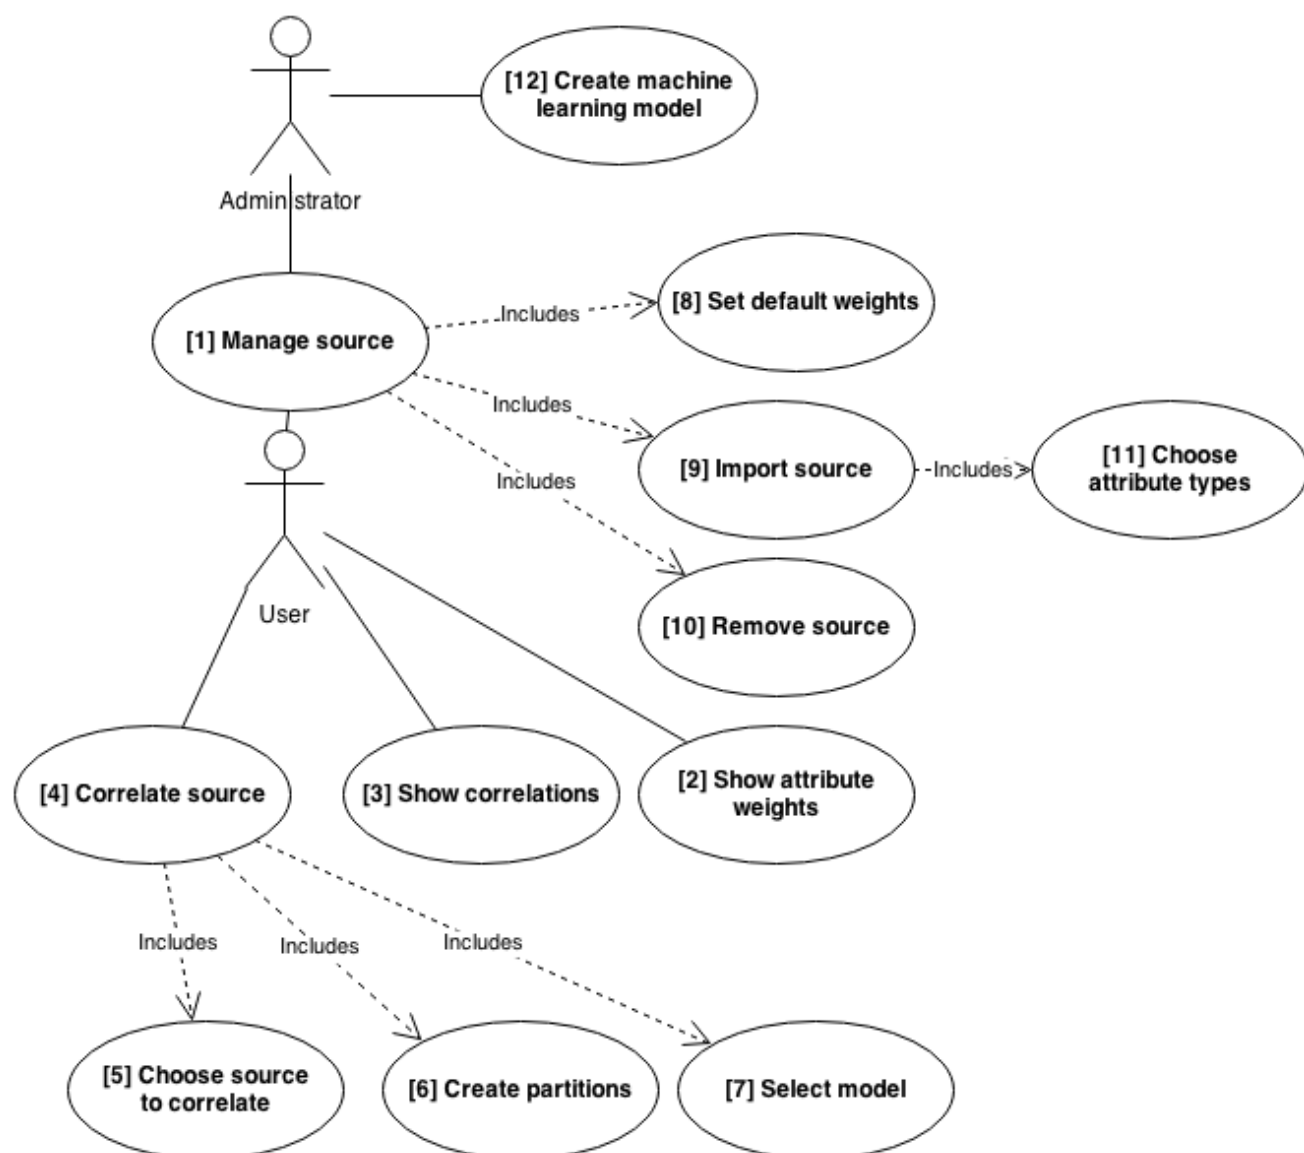 [12] Create machine
learning model
Administrator
[8] Set default weights
Includes
[1] Manage source
Includes
[9] Import source
Includes
[11] Choose
attribute types
Includes
User
[10] Remove source
[4] Correlate source
[3] Show correlations
[2] Show attribute
weights
Includes
Includes
Includes
[5] Choose source
to correlate
[6] Create partitions
[7] Select model